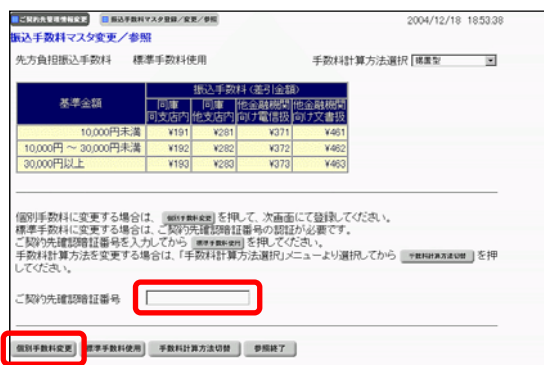 ご契約先管理情報変更 振込手数料マスタ登録／変更／参照 2004/12/18 18:53:38
振込手数料マスタ変更／参照
先方負担振込手数料 標準手数料使用 手数料計算方法選択 据置型
基準金額 振込手数料(差引金額)
同庫 同支店内 同庫 他支店内 他金融機関 向け電信扱 他金融機関 向け文書扱
10,000円未満 ¥191 ¥281 ¥371 ¥461
10,000円 ～ 30,000円未満 ¥192 ¥282 ¥372 ¥462
30,000円以上 ¥193 ¥283 ¥373 ¥463
個別手数料に変更する場合は、 個別手数料変更 を押して、次画面にて登録してください。
標準手数料に変更する場合は、ご契約先確認暗証番号の認証が必要です。
ご契約先確認暗証番号を入力してから 標準手数料使用 を押してください。
手数料計算方法を変更する場合は、「手数料計算方法選択」メニューより選択してから 手数料計算方法切替 を押
してください。
ご契約先確認暗証番号
個別手数料変更 標準手数料使用 手数料計算方法切替 参照終了